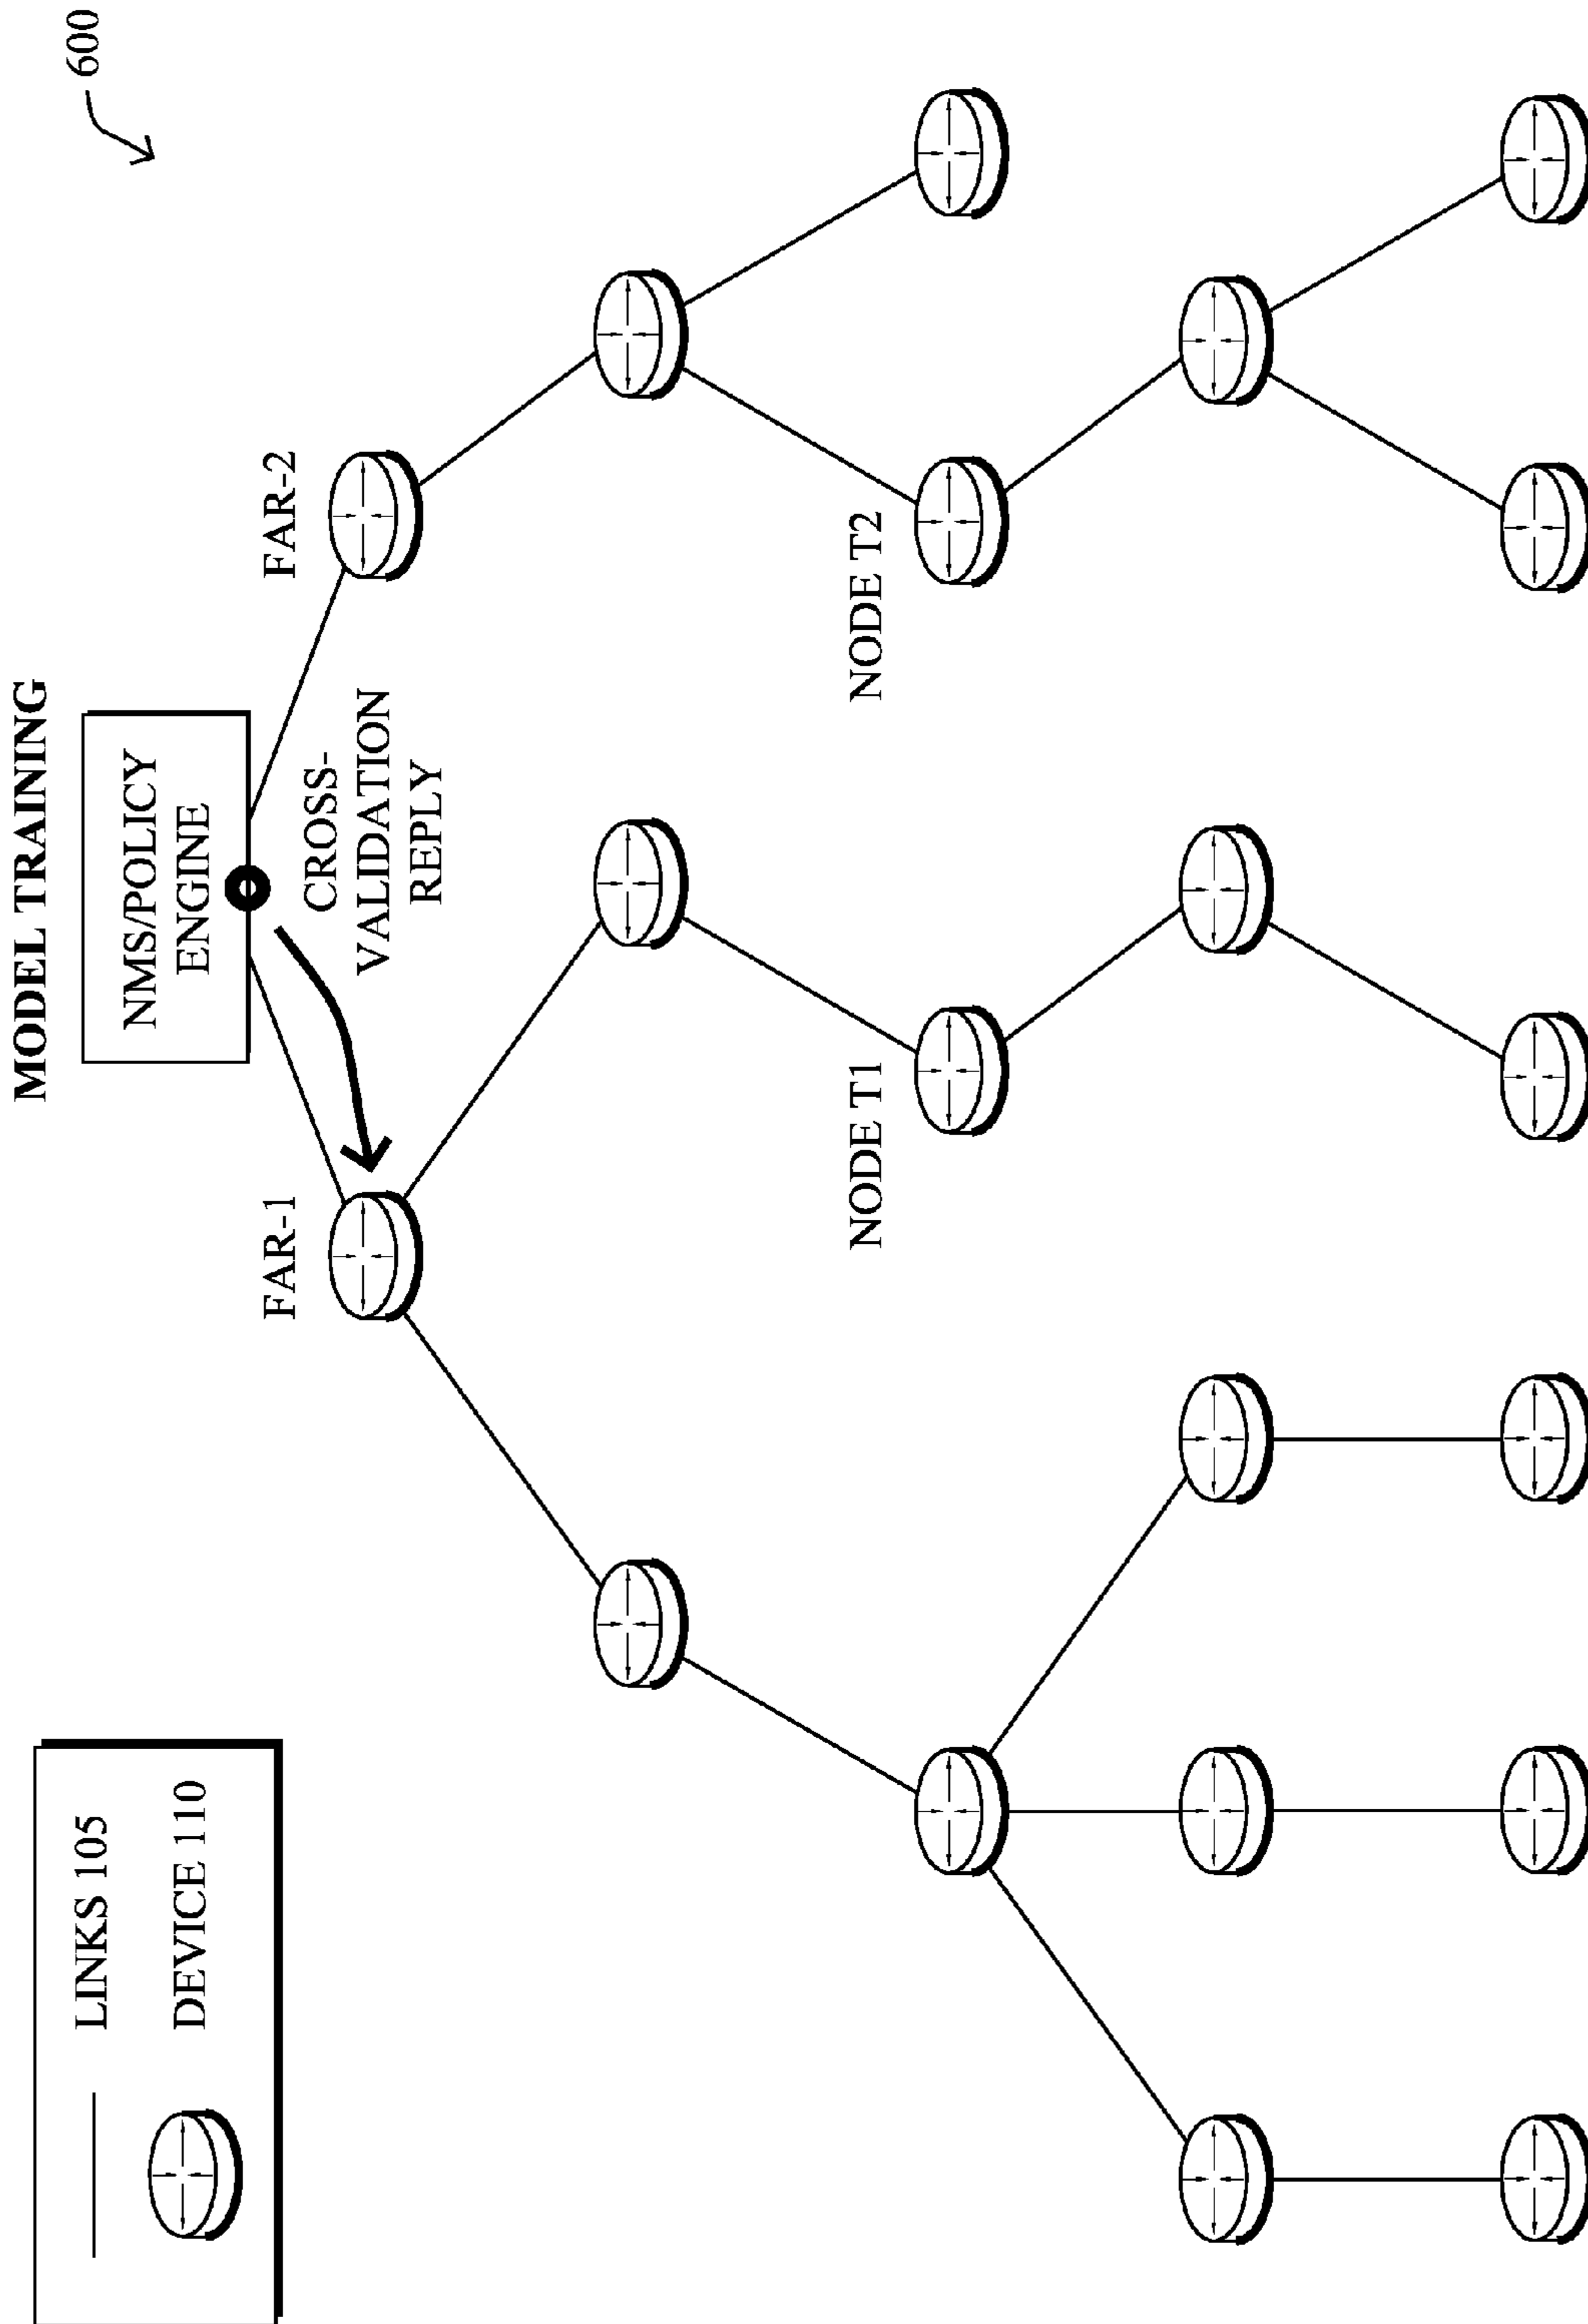 LINKS 105
DEVICE 110
MODEL TRAINING
NMS/POLICY
ENGINE
600
FAR-1
CROSS-
VALIDATION
REPLY
FAR-2
NODE T1
NODE T2